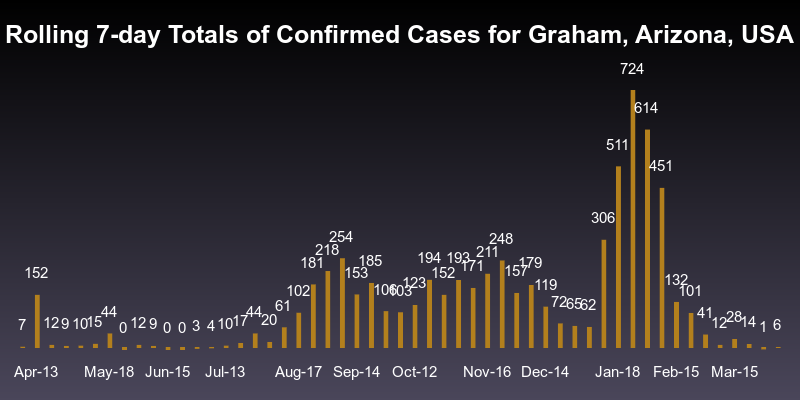 Rolling 7-day Totals of Confirmed Cases for Graham, Arizona, USA
7 152 12 9 10 15 44 0 12 9 0 0 3 4 10 17 44 20 61 102 181 218 254 153 185 106 103 123 194 152 193 171 211 248 157 179 119 72 65 62 306 511 724 614 451 132 101 41 12 28 14 1 6
Apr-13 May-18 Jun-15 Jul-13 Aug-17 Sep-14 Oct-12 Nov-16 Dec-14 Jan-18 Feb-15 Mar-15